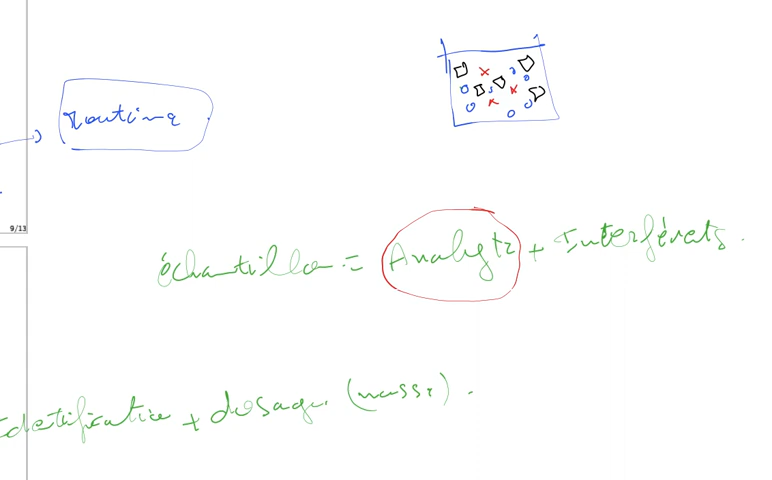 Routine
9/13
échantillon = Analyte + Interférents.
Identification + dosage (masse).